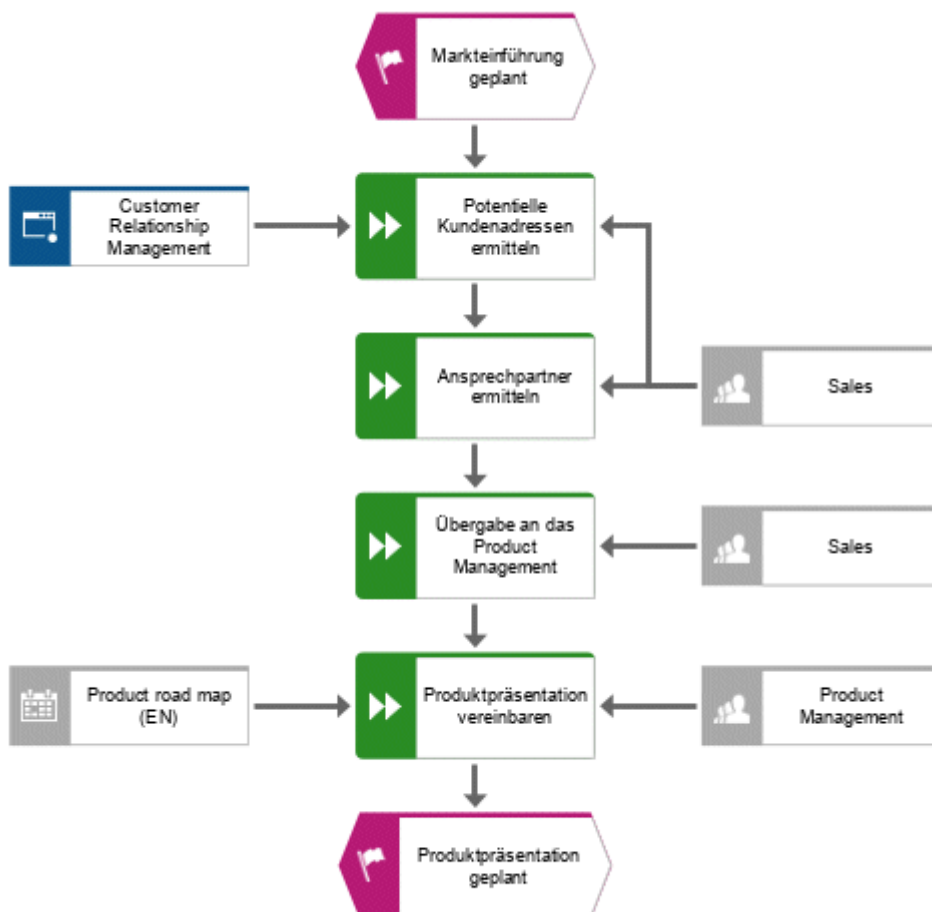 Markteinführung
geplant
Customer
Relationship
Management
Potentielle
Kundenadressen
ermitteln
Ansprechpartner
ermitteln
Sales
Übergabe an das
Product
Management
Sales
Product road map
(EN)
Produktpräsentation
vereinbaren
Product
Management
Produktpräsentation
geplant